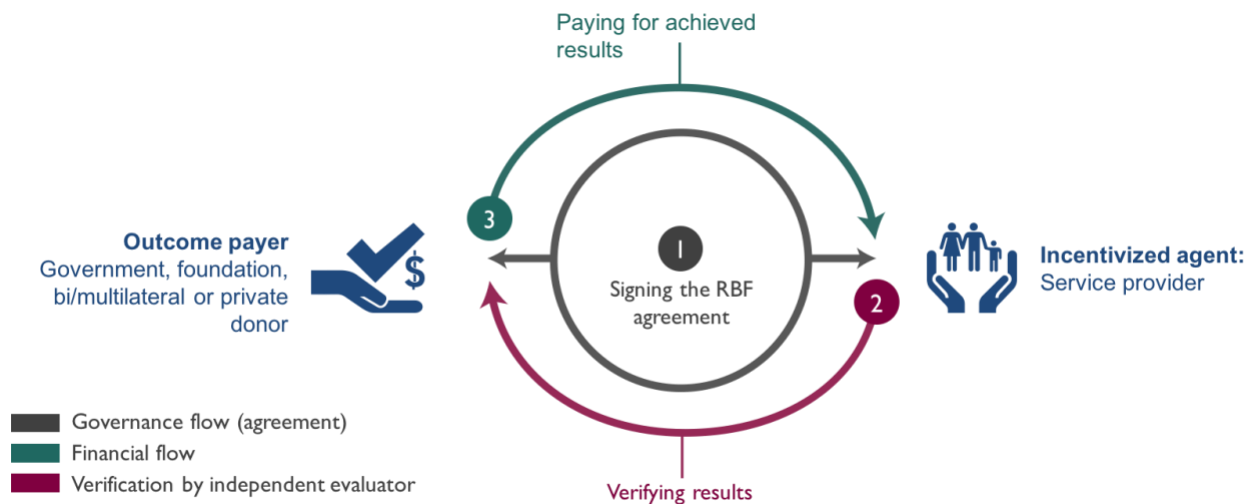 Paying for achieved
results
3
Outcome payer
Government, foundation,
bi/multilateral or private
donor
$
1
Signing the RBF
agreement
2
Incentivized agent:
Service provider
Governance flow (agreement)
Financial flow
Verification by independent evaluator
Verifying results